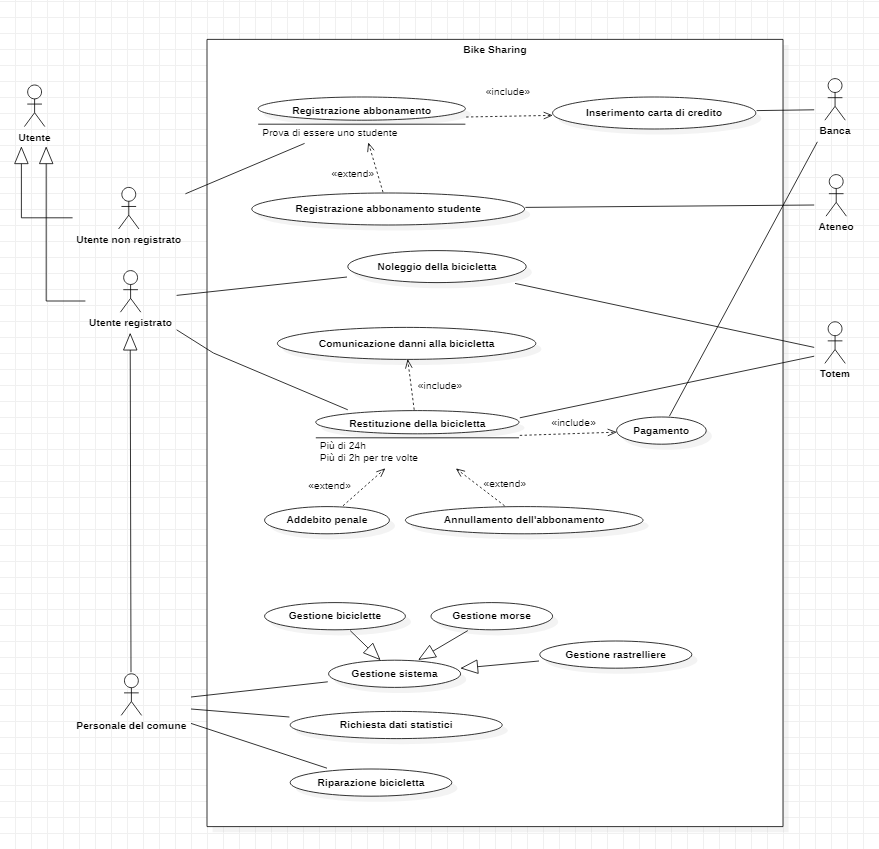 Bike Sharing
«include»
Registrazione abbonamento
Inserimento carta di credito
Prova di essere uno studente
Utente
Banca
«extend»
Registrazione abbonamento studente
Ateneo
Utente non registrato
Noleggio della bicicletta
Utente registrato
Comunicazione danni alla bicicletta
Totem
«include»
Restituzione della bicicletta
«include»
Pagamento
Più di 24h
Più di 2h per tre volte
«extend»
«extend»
Addebito penale
Annullamento dell'abbonamento
Gestione biciclette
Gestione morse
Gestione rastrelliere
Gestione sistema
Personale del comune
Richiesta dati statistici
Riparazione bicicletta